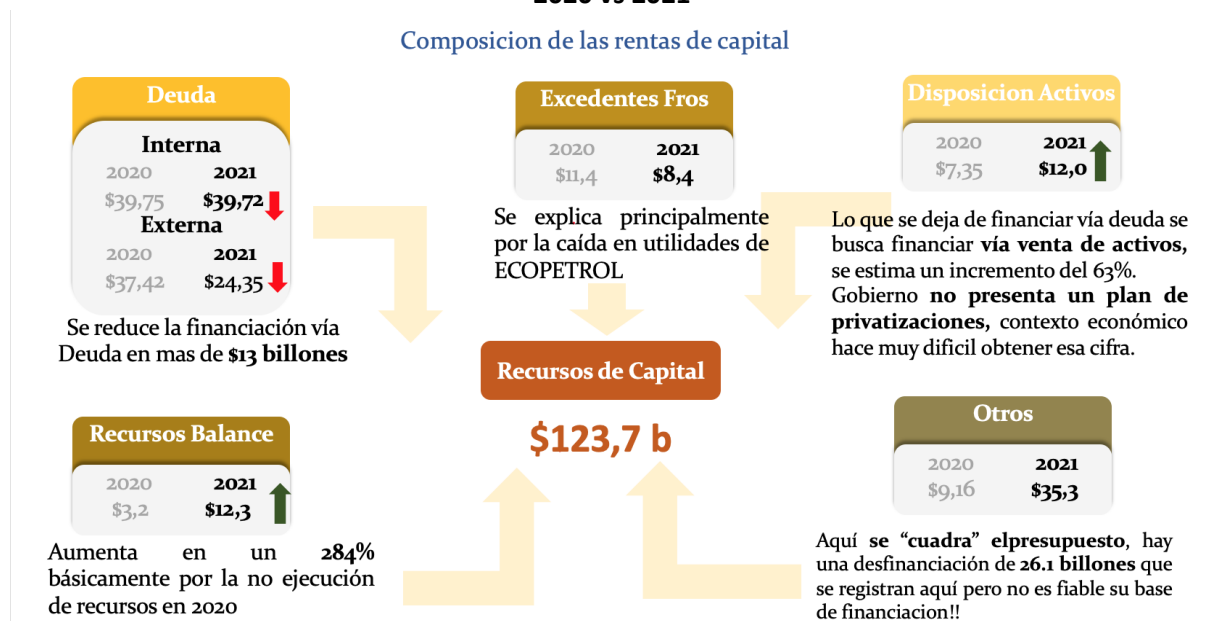 2020 vs 2021
Composicion de las rentas de capital
Deuda
Interna
2020 2021
$39,75 $39,72
Externa
2020 2021
$37,42 $24,35
Se reduce la financiación vía
Deuda en mas de $13 billones
Excedentes Fros
2020 2021
$11,4 $8,4
Se explica principalmente
por la caída en utilidades de
ECOPETROL
Disposicion Activos
2020 2021
$7,35 $12,0
Lo que se deja de financiar vía deuda se
busca financiar vía venta de activos,
se estima un incremento del 63%.
Gobierno no presenta un plan de
privatizaciones, contexto económico
hace muy dificil obtener esa cifra.
Recursos de Capital
$123,7 b
Recursos Balance
2020 2021
$3,2 $12,3
Aumenta en un 284%
básicamente por la no ejecución
de recursos en 2020
Otros
2020 2021
$9,16 $35,3
Aquí se “cuadra” elpresupuesto, hay
una desfinanciación de 26.1 billones que
se registran aquí pero no es fiable su base
de financiacion!!